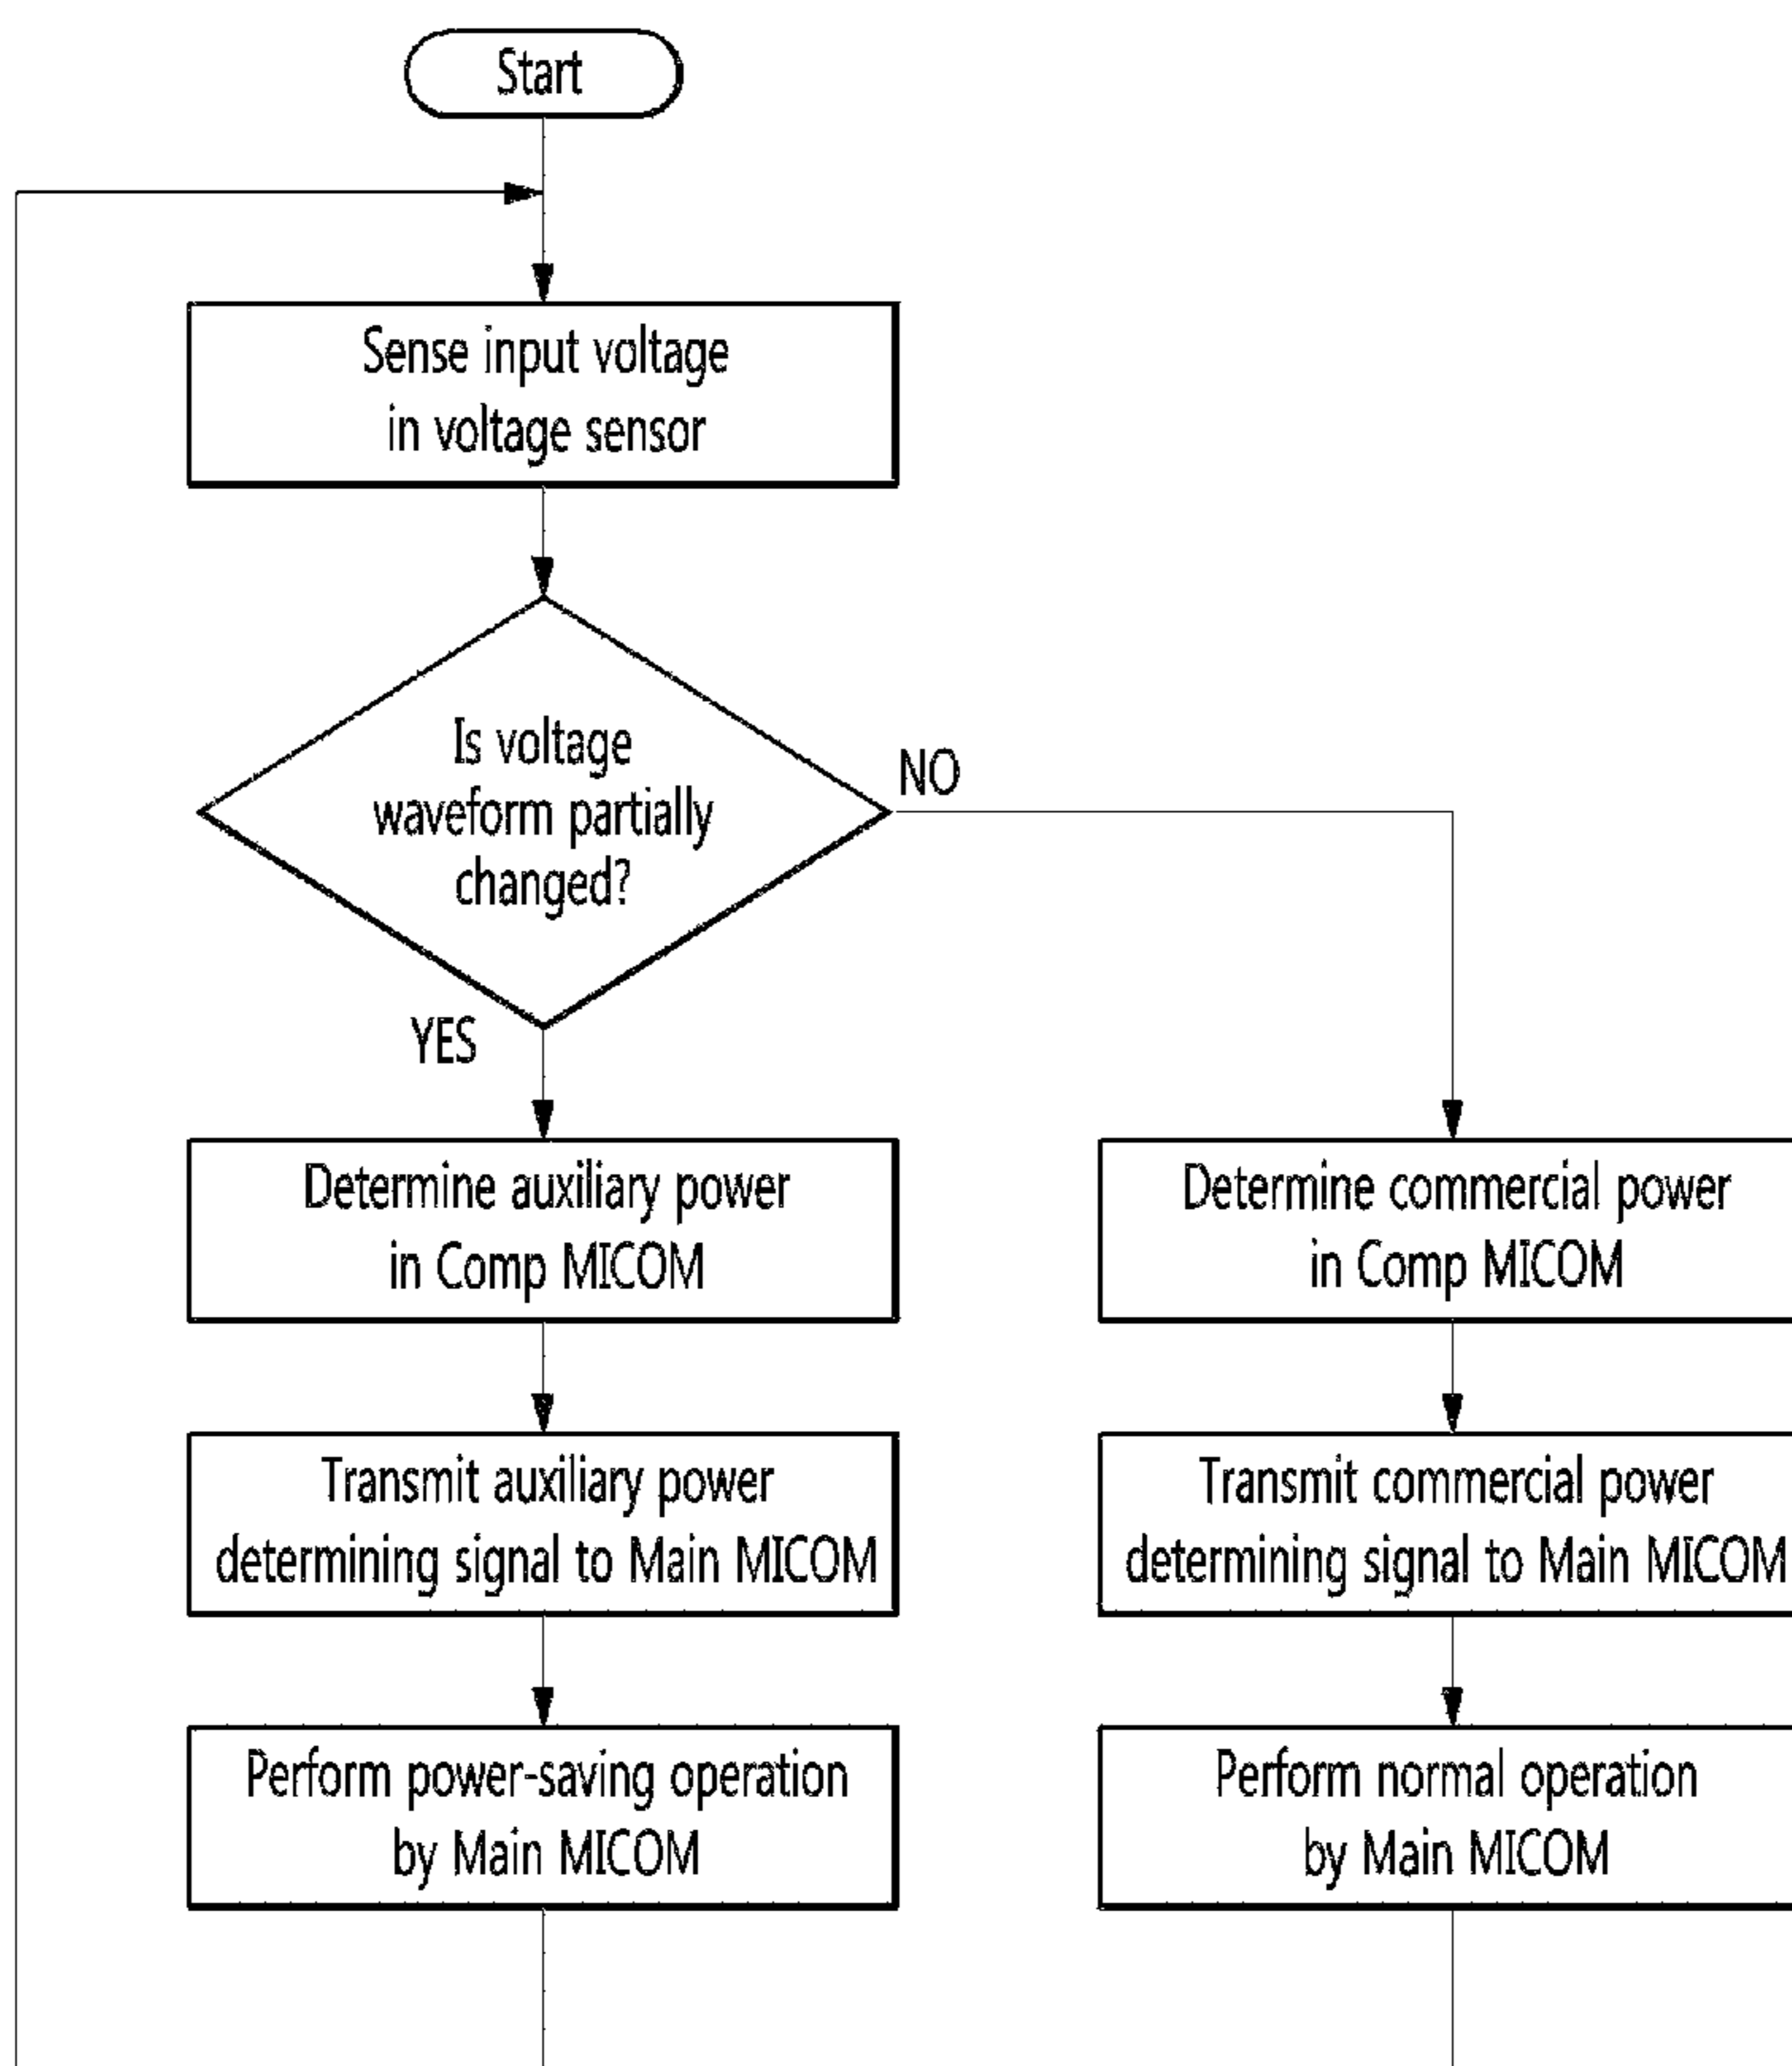 Start
Sense input voltage
in voltage sensor
Is voltage
waveform partially
changed?
NO
YES
Determine auxiliary power
in Comp MICOM
Determine commercial power
in Comp MICOM
Transmit auxiliary power
determining signal to Main MICOM
Transmit commercial power
determining signal to Main MICOM
Perform power-saving operation
by Main MICOM
Perform normal operation
by Main MICOM